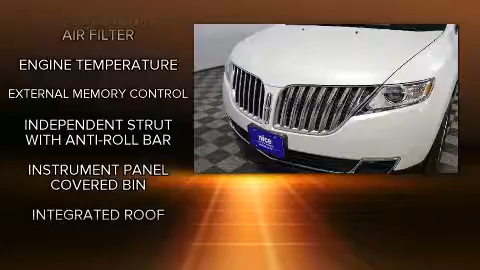 AIR FILTER
ENGINE TEMPERATURE
EXTERNAL MEMORY CONTROL
INDEPENDENT STRUT
WITH ANTI-ROLL BAR
INSTRUMENT PANEL
COVERED BIN
INTEGRATED ROOF